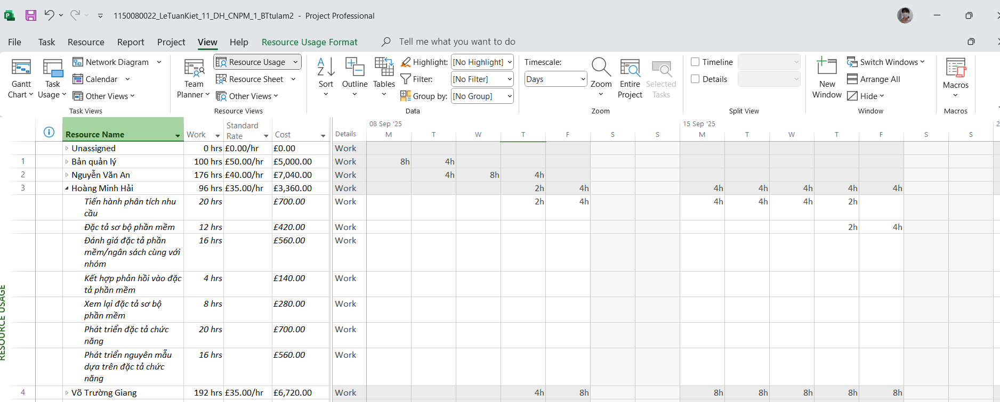 1150080022_LeTuanKiet_11_DH_CNPM_1_BTtulam2 - Project Professional
File Task Resource Report Project View Help Resource Usage Format Tell me what you want to do
Gantt Chart
Task Usage
Network Diagram
Calendar
Other Views
Task Views
Team Planner
Resource Usage
Resource Sheet
Other Views
Resource Views
Sort
Outline
Tables
Highlight: [No Highlight]
Filter: [No Filter]
Group by: [No Group]
Data
Timescale:
Days
Zoom
Entire Project
Selected Tasks
Zoom
Timeline
Details
Split View
New Window
Switch Windows
Arrange All
Hide
Window
Macros
Macros
Resource Name Work Standard Rate Cost Details 08 Sep '25 15 Sep '25 2
M T W T F S S M T W T F S S
Unassigned 0 hrs £0.00/hr £0.00 Work
1 Bản quản lý 100 hrs £50.00/hr £5,000.00 Work 8h 4h
2 Nguyễn Văn An 176 hrs £40.00/hr £7,040.00 Work 4h 8h 4h
3 Hoàng Minh Hải 96 hrs £35.00/hr £3,360.00 Work 2h 4h 4h 4h 4h 4h 4h
Tiến hành phân tích nhu 20 hrs £700.00 Work 2h 4h 4h 4h 4h 2h
cầu
Đặc tả sơ bộ phần mềm 12 hrs £420.00 Work 2h 4h
Đánh giá đặc tả phần 16 hrs £560.00 Work
mềm/ngân sách cùng với
nhóm
Kết hợp phản hồi vào đặc 4 hrs £140.00 Work
tả phần mềm
Xem lại đặc tả sơ bộ 8 hrs £280.00 Work
phần mềm
Phát triển đặc tả chức 20 hrs £700.00 Work
năng
Phát triển nguyên mẫu 16 hrs £560.00 Work
dựa trên đặc tả chức
năng
4 Võ Trường Giang 192 hrs £35.00/hr £6,720.00 Work 4h 8h 8h 8h 8h 8h 8h
RESOURCE USAGE